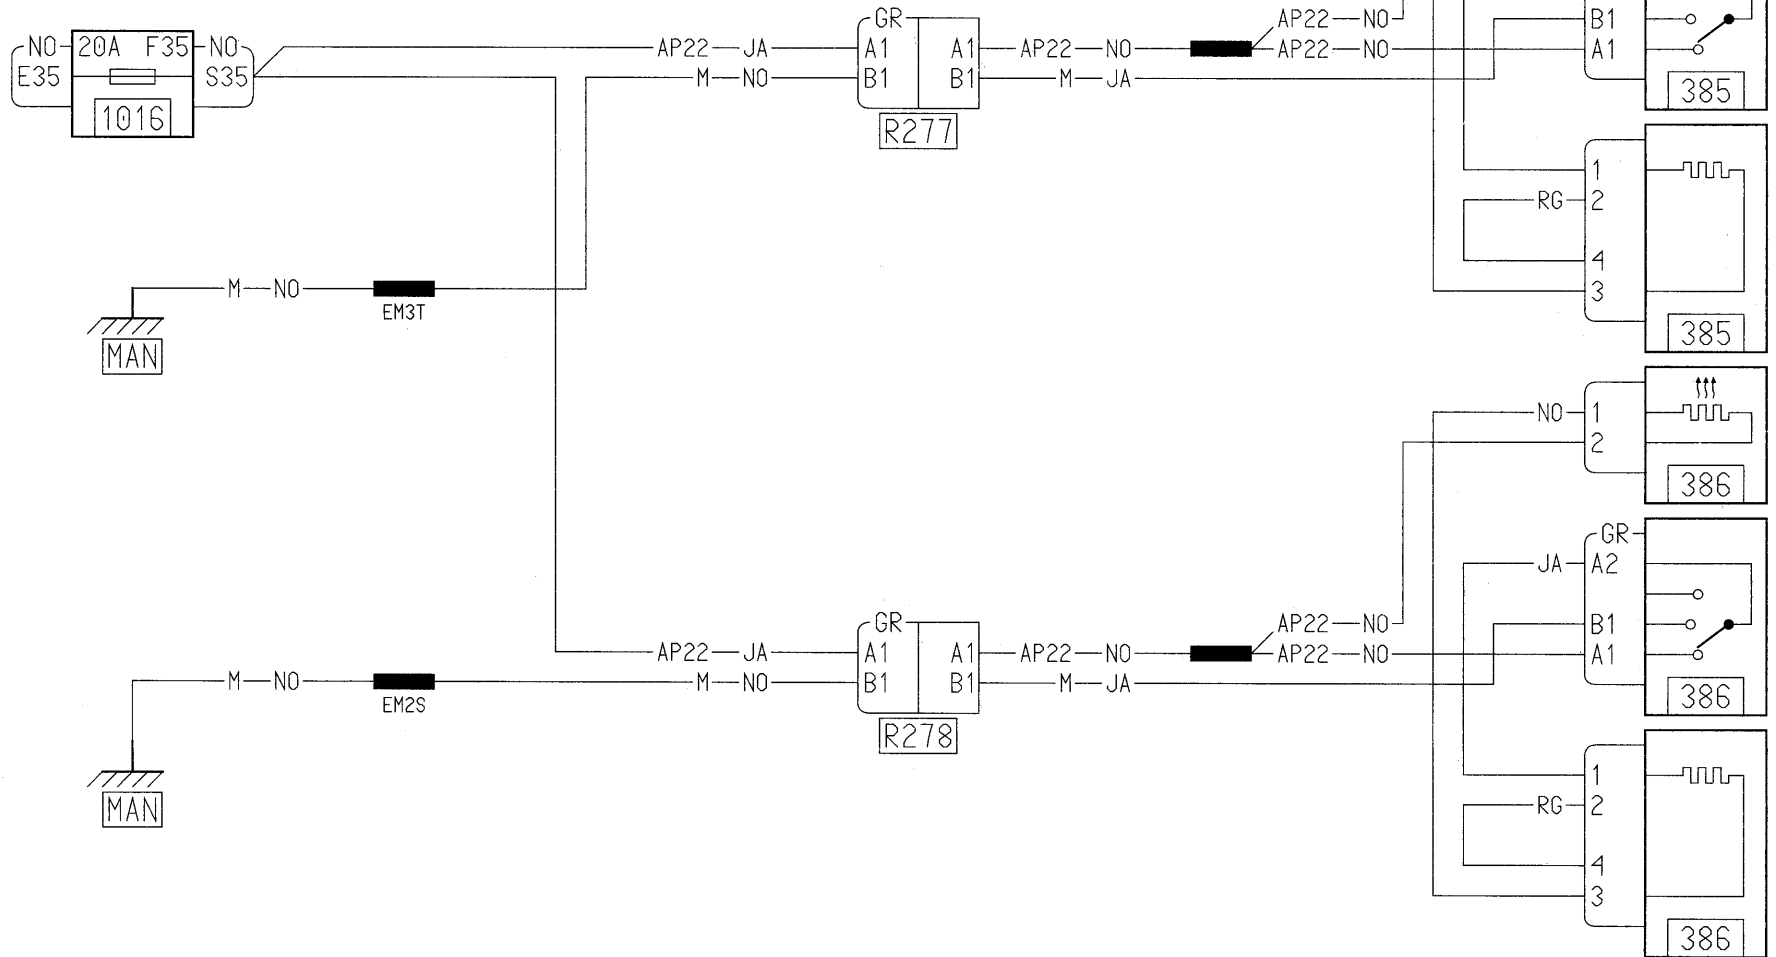 AP22 NO
B1
NO 20A F35 NO
AP22 JA
GR
A1 A1
AP22 NO
AP22 NO
A1
E35 S35
M NO
B1 B1
M JA
385
1016
R277
1
RG 2
4
M NO
3
EM3T
385
MAN
NO 1
2
386
GR
JA A2
GR
AP22 NO
B1
AP22 JA
A1 A1
AP22 NO
AP22 NO
A1
M NO
M NO
B1 B1
M JA
386
EM2S
R278
1
MAN
RG 2
4
3
386